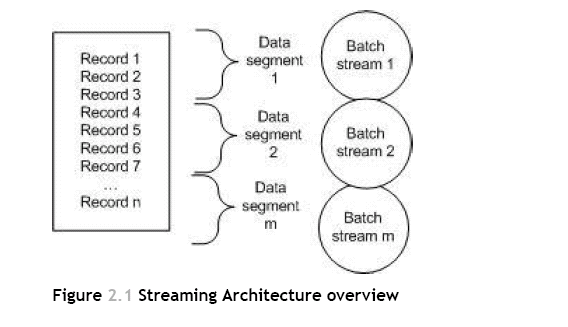 Record 1
Record 2
Record 3
Record 4
Record 5
Record 6
Record 7
...
Record n
Data
segment
1
Data
segment
2
Data
segment
m
Batch
stream 1
Batch
stream 2
Batch
stream m
Figure 2.1 Streaming Architecture overview